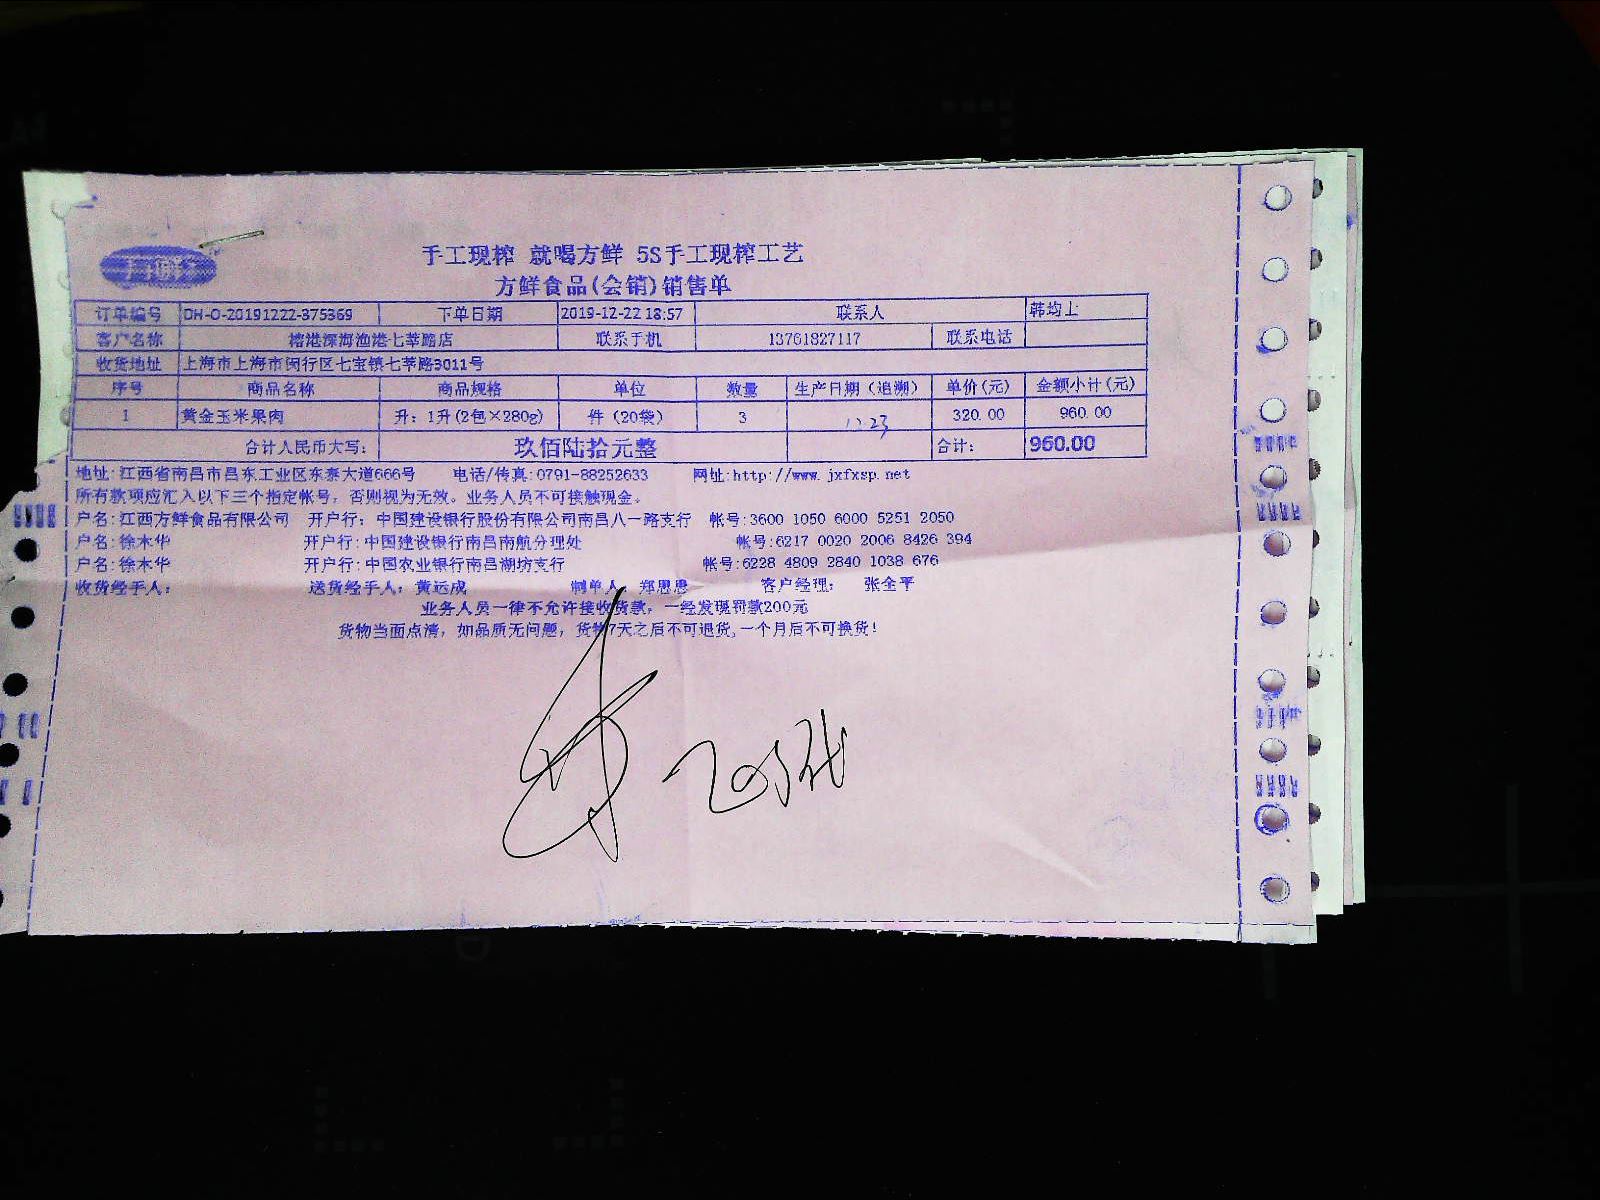 方鲜
手工现榨 就喝方鲜 5S手工现榨工艺
方鲜食品(会销)销售单
订单编号 DH-O-20191222-375369 下单日期 2019-12-22 18:57 联系人 韩均上
客户名称 榕港深海渔港七莘路店 联系手机 13761827117 联系电话
收货地址 上海市上海市闵行区七宝镇七莘路3011号
序号 商品名称 商品规格 单位 数量 生产日期（追溯） 单价(元) 金额小计(元)
1 黄金玉米果肉 升：1升(2包×280g) 件（20袋） 3 11.23 320.00 960.00
合计人民币大写： 玖佰陆拾元整 合计： 960.00
地址:江西省南昌市昌东工业区东泰大道666号 电话/传真:0791-88252633 网址:http://www.jxfxsp.net
所有款项应汇入以下三个指定帐号，否则视为无效。业务人员不可接触现金。
户名:江西方鲜食品有限公司 开户行：中国建设银行股份有限公司南昌八一路支行 帐号:3600 1050 6000 5251 2050
户名:徐木华 开户行:中国建设银行南昌南航分理处 帐号:6217 0020 2006 8426 394
户名:徐木华 开户行:中国农业银行南昌湖坊支行 帐号:6228 4809 2840 1038 676
收货经手人： 送货经手人：黄远成 制单人 郑思思 客户经理： 张全平
业务人员一律不允许接收货款，一经发现罚款200元
货物当面点清，如品质无问题，货物7天之后不可退货,一个月后不可换货！